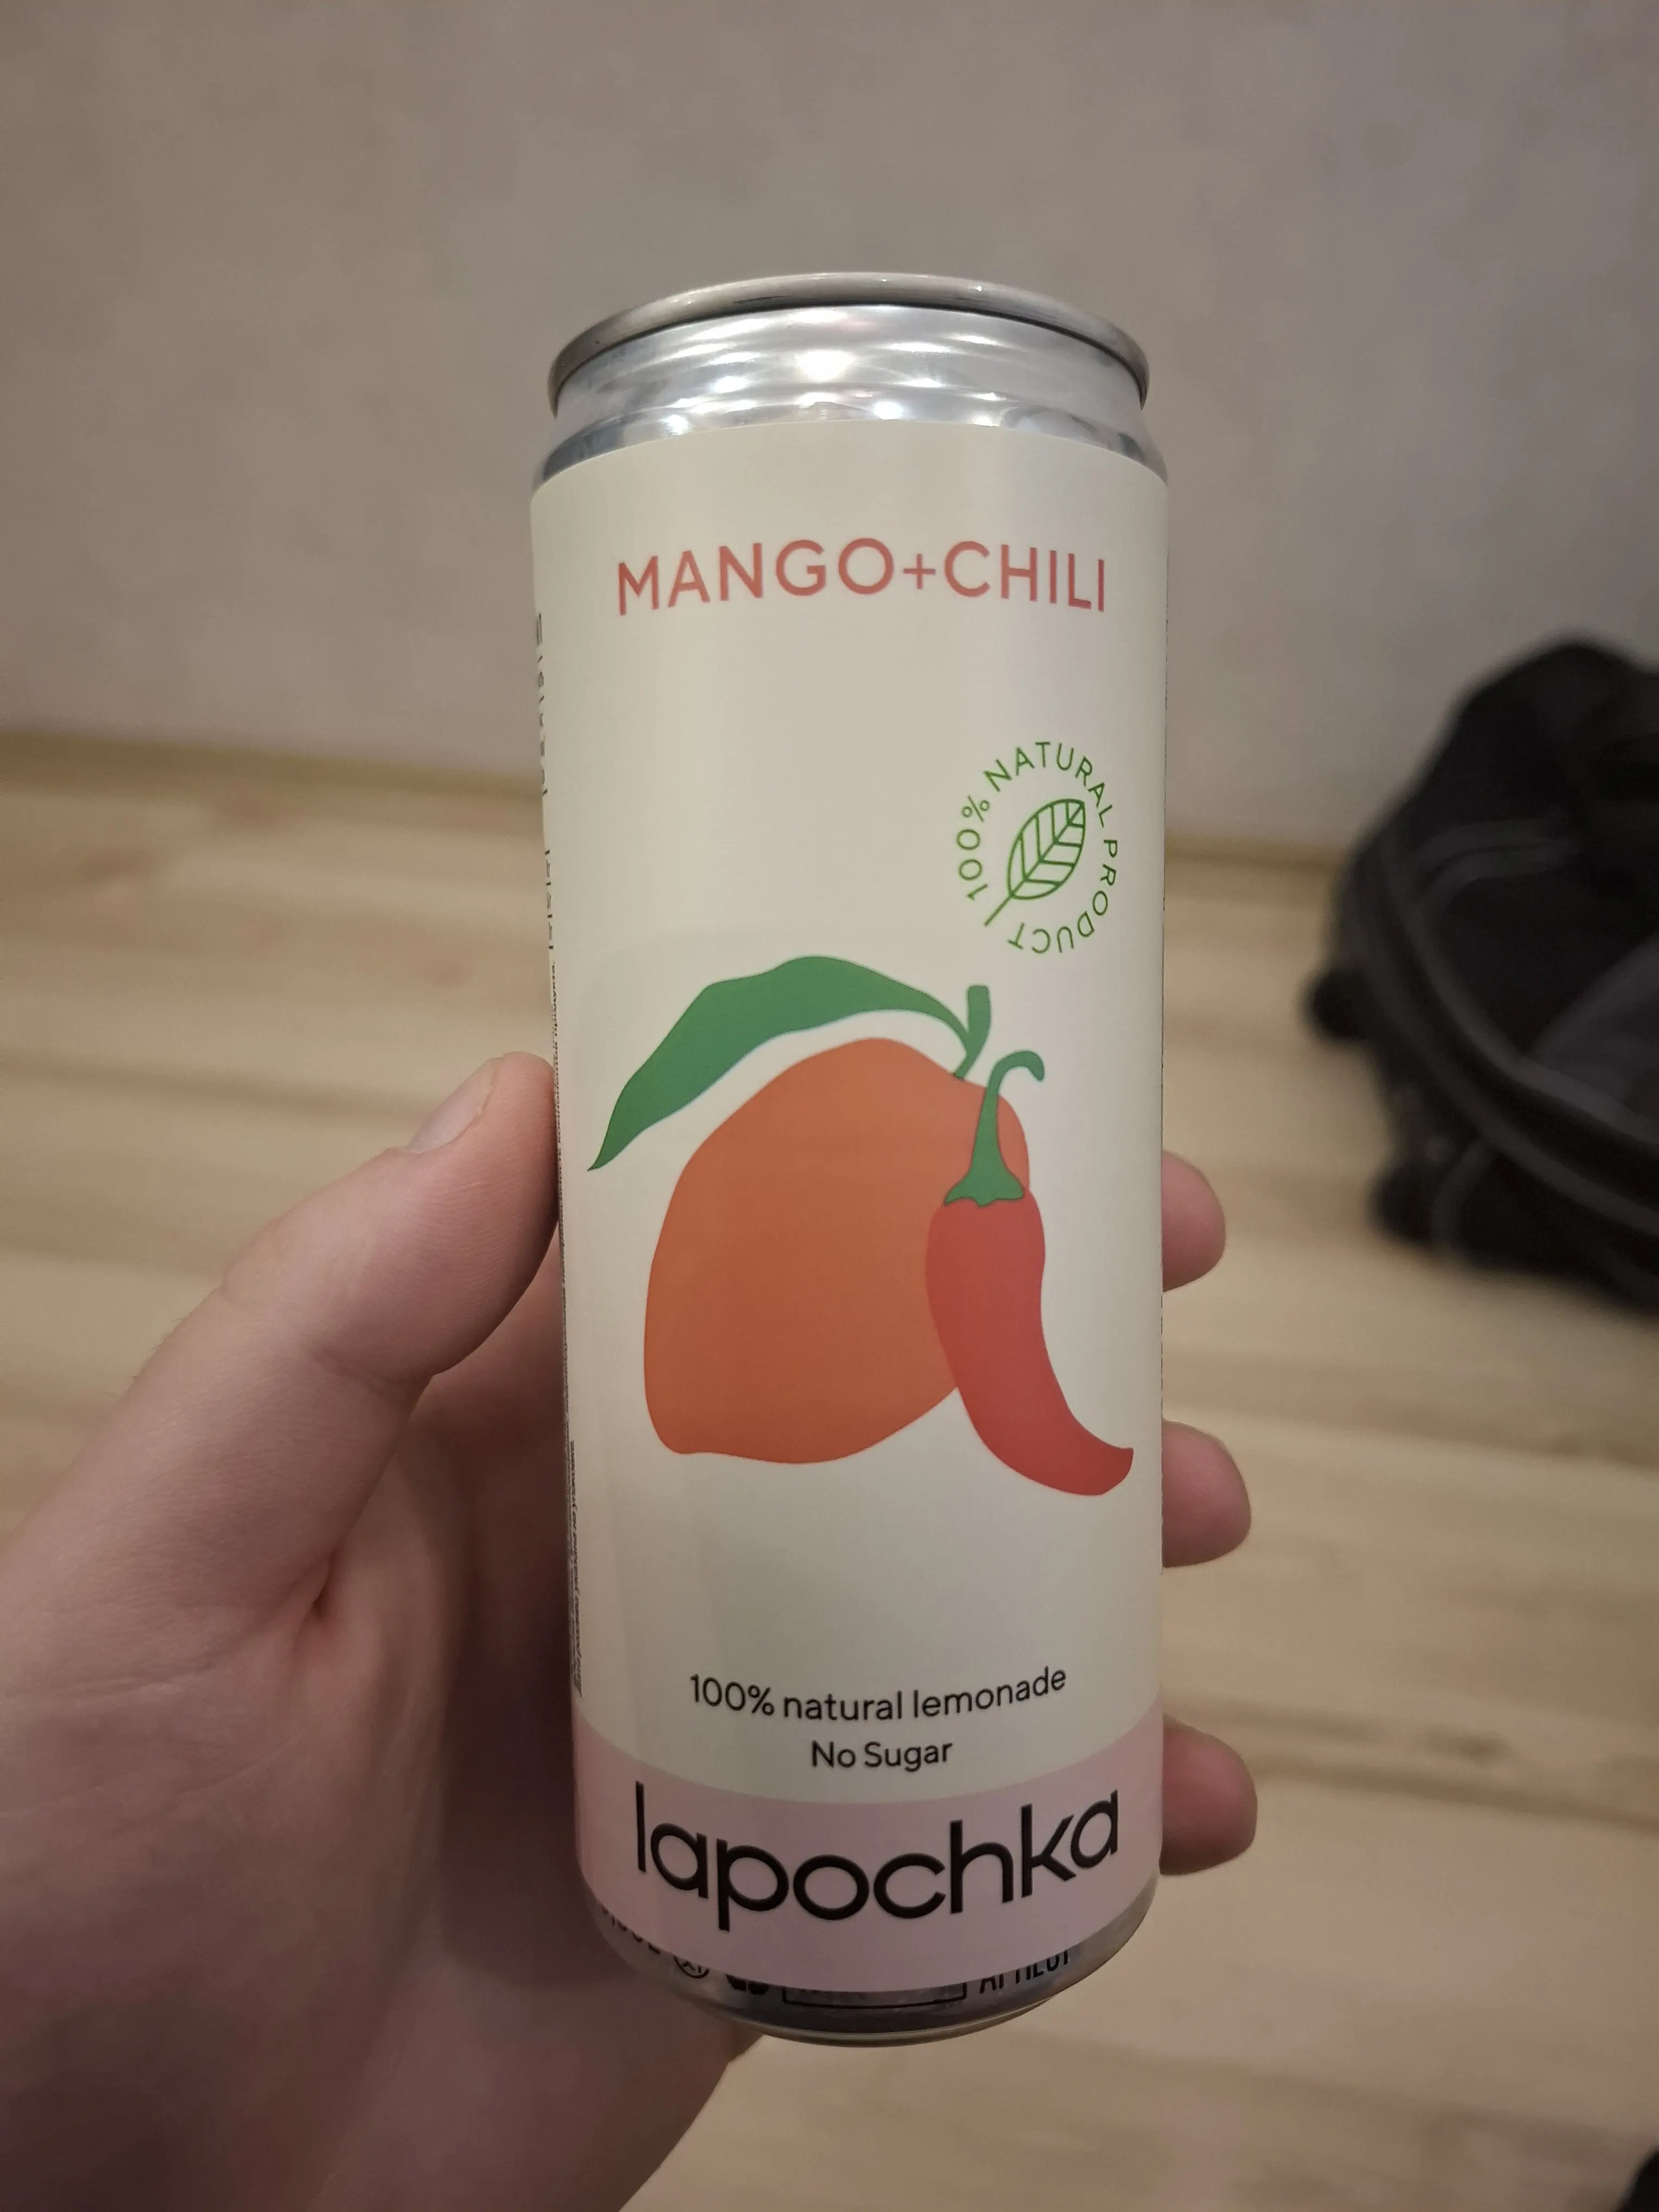 MANGO+CHILI
100% NATURAL PRODUCT
100% natural lemonade
No Sugar
lapochka